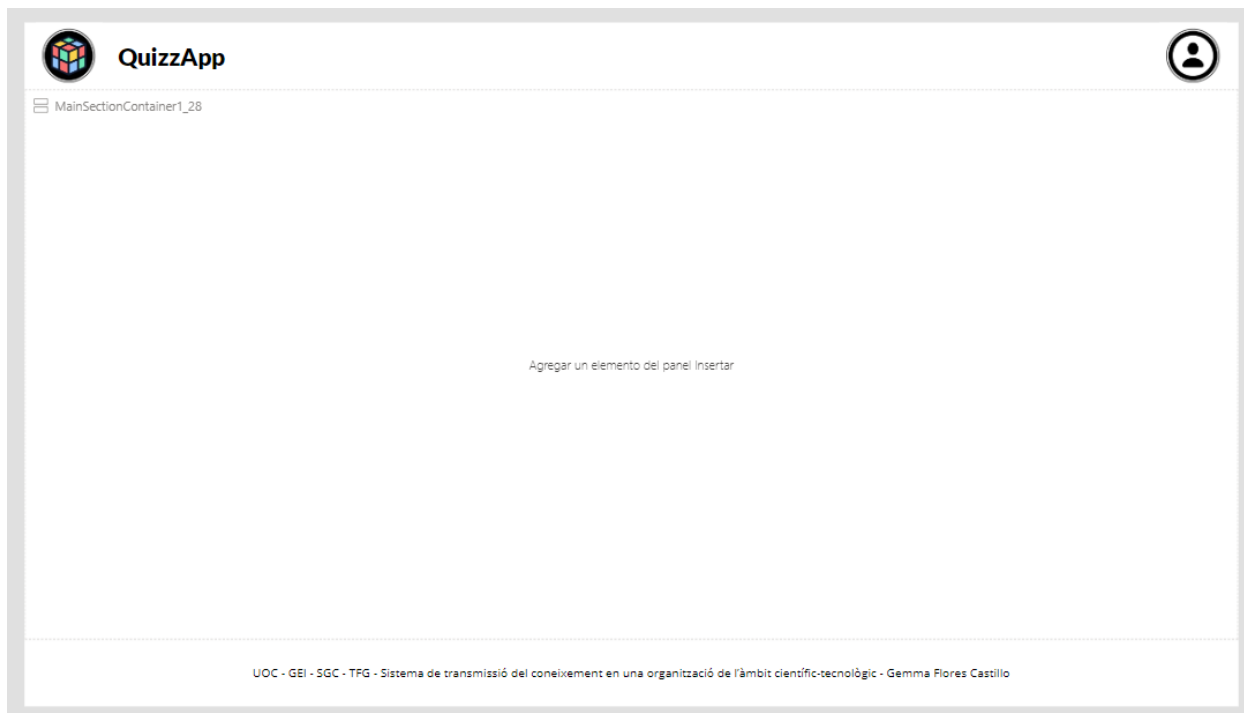 QuizzApp
MainSectionContainer1_28
Agregar un elemento del panel Insertar
UOC - GEI - SGC - TFG - Sistema de transmissió del coneixement en una organització de l'àmbit científic-tecnològic - Gemma Flores Castillo